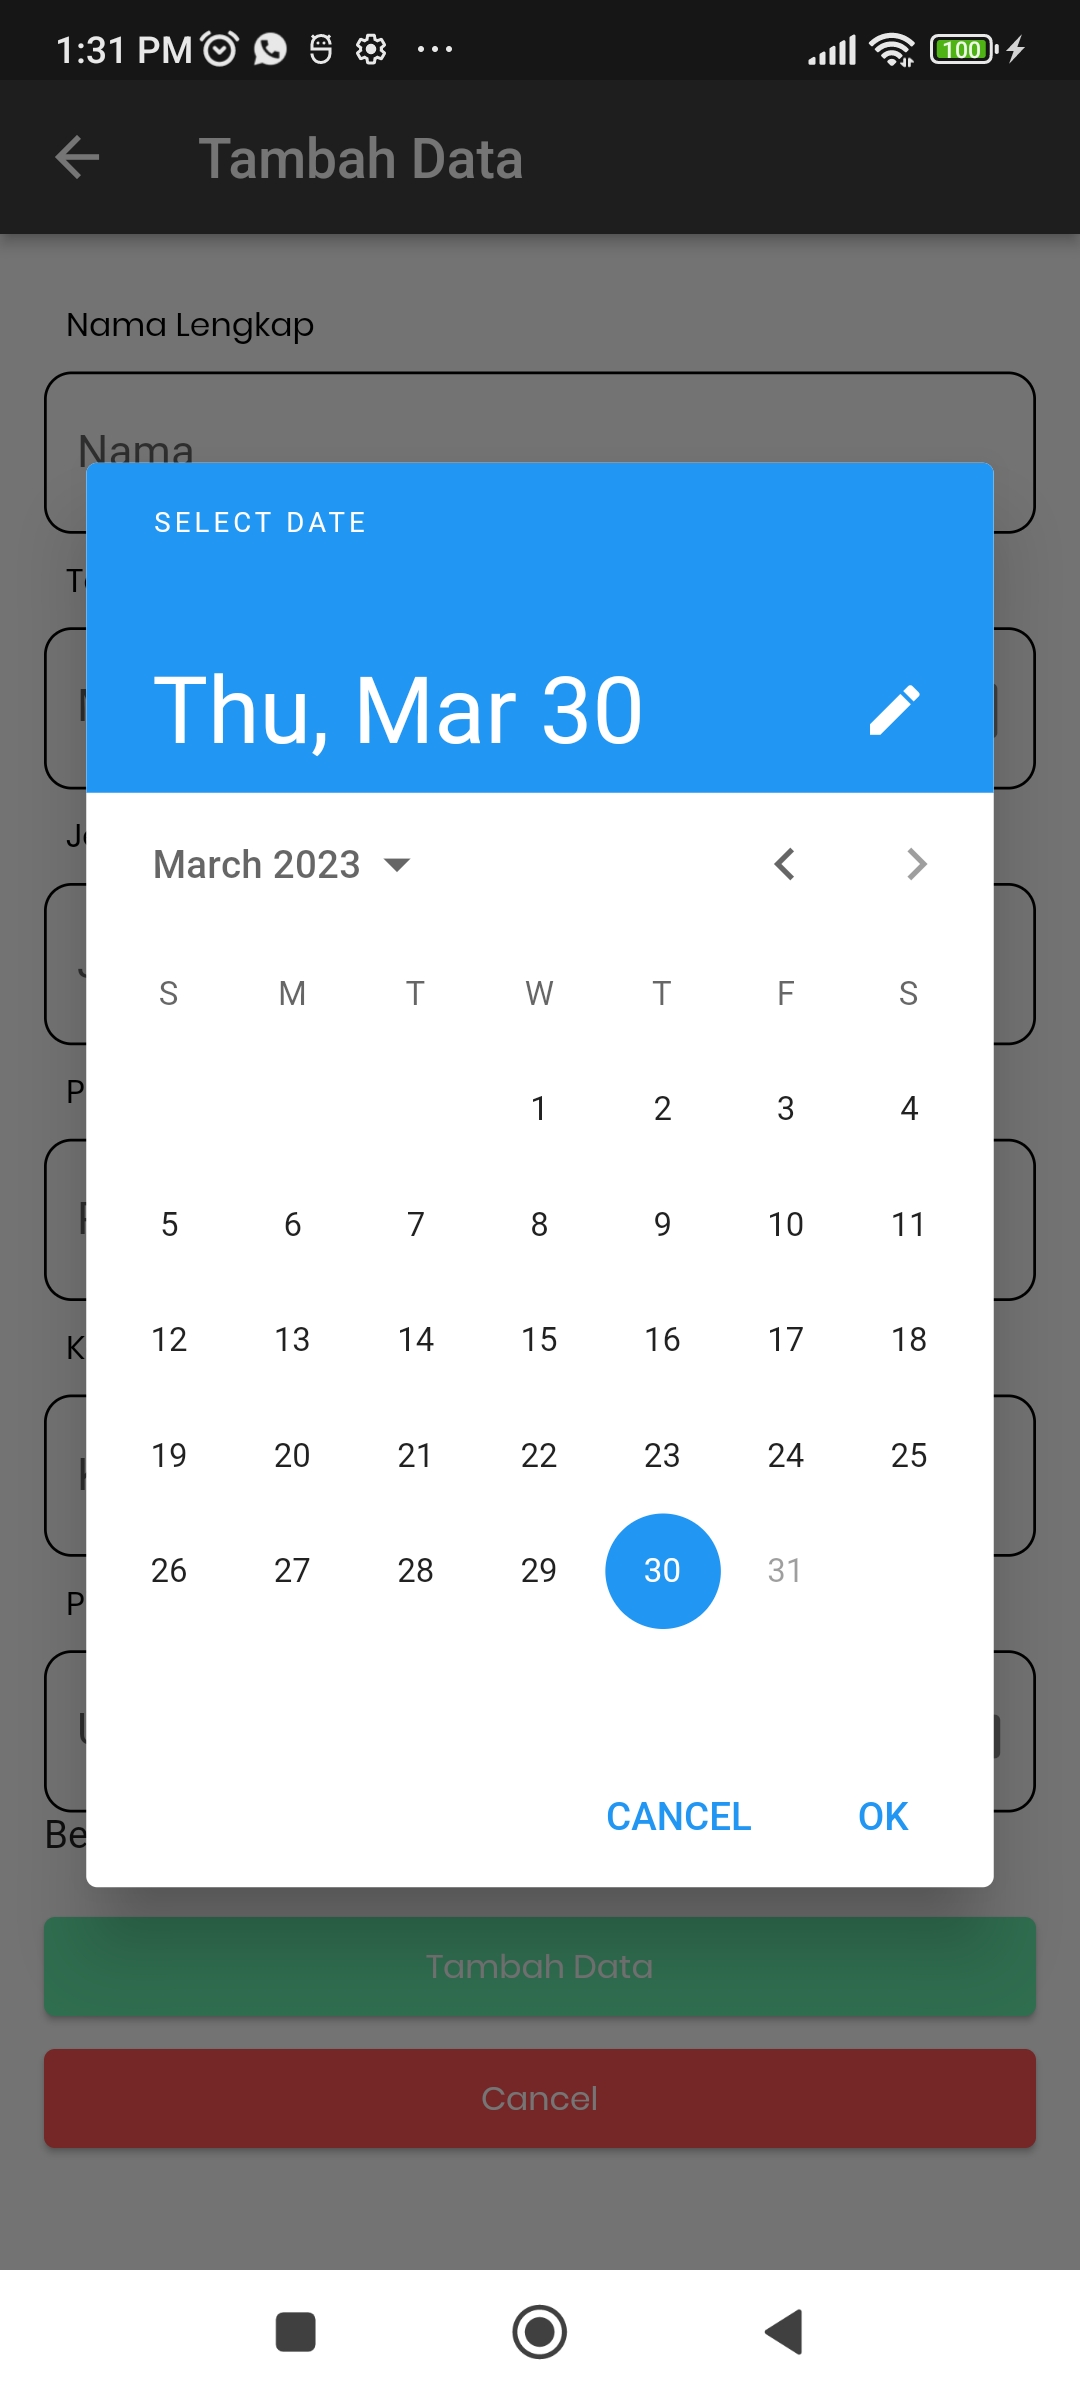 1:31 PM
100
Tambah Data
Nama Lengkap
Nama
SELECT DATE
Thu, Mar 30
March 2023
S M T W T F S
1 2 3 4
5 6 7 8 9 10 11
12 13 14 15 16 17 18
19 20 21 22 23 24 25
26 27 28 29 30 31
CANCEL OK
Tambah Data
Cancel